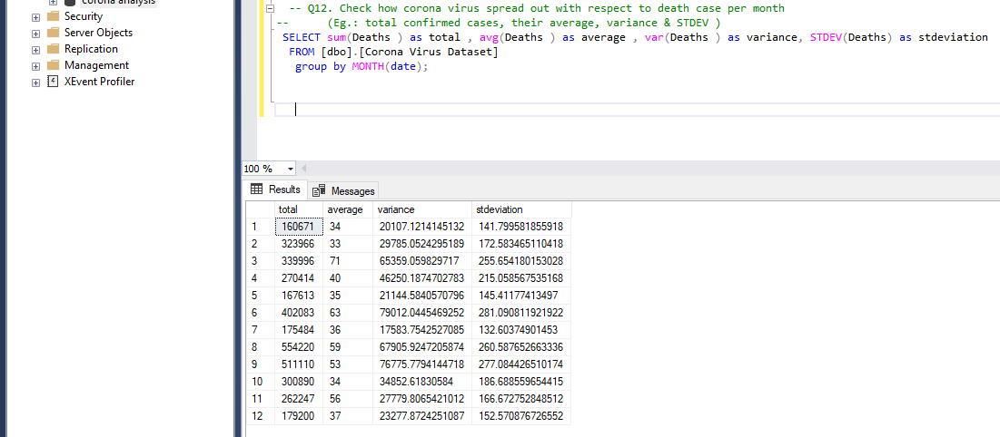 corona analysis
Security
Server Objects
Replication
Management
XEvent Profiler
-- Q12. Check how corona virus spread out with respect to death case per month
-- (Eg.: total confirmed cases, their average, variance & STDEV )
SELECT sum(Deaths ) as total , avg(Deaths ) as average , var(Deaths ) as variance, STDEV(Deaths) as stdeviation
FROM [dbo].[Corona Virus Dataset]
group by MONTH(date);
100 %
Results Messages
total average variance stdeviation
1 160671 34 20107.1214145132 141.799581855918
2 323966 33 29785.0524295189 172.583465110418
3 339996 71 65359.059829717 255.654180153028
4 270414 40 46250.1874702783 215.058567535168
5 167613 35 21144.5840570796 145.41177413497
6 402083 63 79012.0445469252 281.090811921922
7 175484 36 17583.7542527085 132.60374901453
8 554220 59 67905.9247205874 260.587652663336
9 511110 53 76775.7794144718 277.084426510174
10 300890 34 34852.61830584 186.688559654415
11 262247 56 27779.8065421012 166.672752848512
12 179200 37 23277.8724251087 152.570876726552